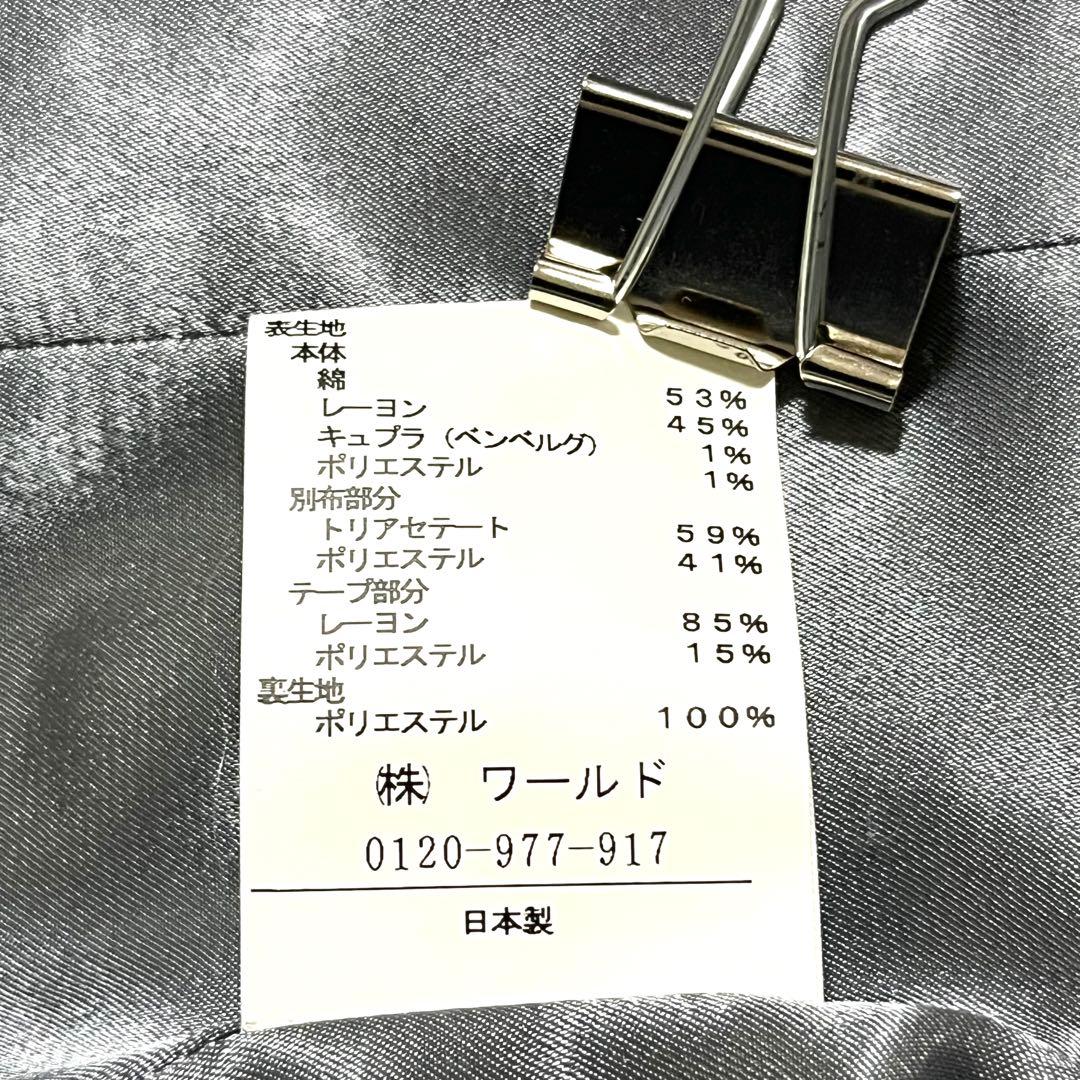 表生地
本体
綿 53%
レーヨン 45%
キュプラ（ベンベルグ） 1%
ポリエステル 1%
別布部分
トリアセテート 59%
ポリエステル 41%
テープ部分
レーヨン 85%
ポリエステル 15%
裏生地
ポリエステル 100%
㈱ ワールド
0120-977-917
日本製